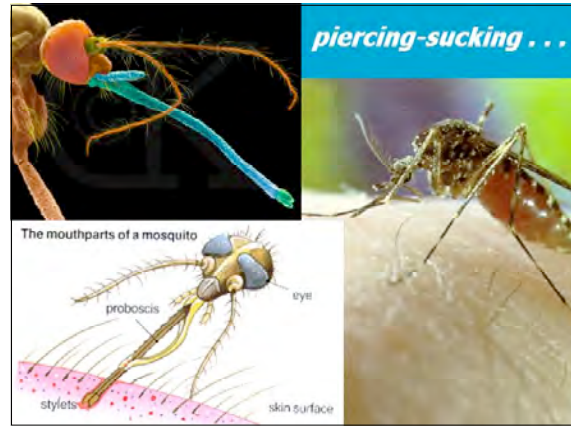 piercing-sucking . . .
The mouthparts of a mosquito
eye
proboscis
stylets
skin surface